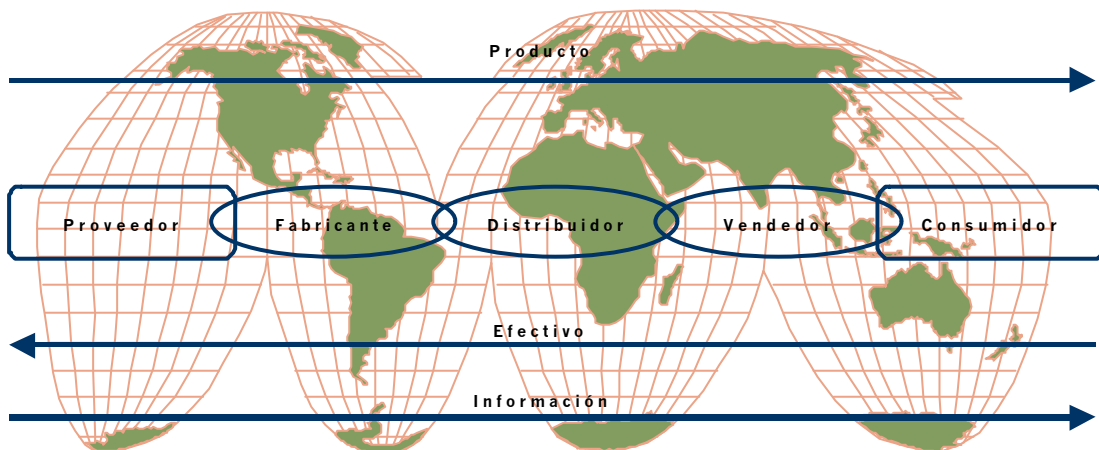 Producto
Proveedor Fabricante Distribuidor Vendedor Consumidor
Efectivo
Información